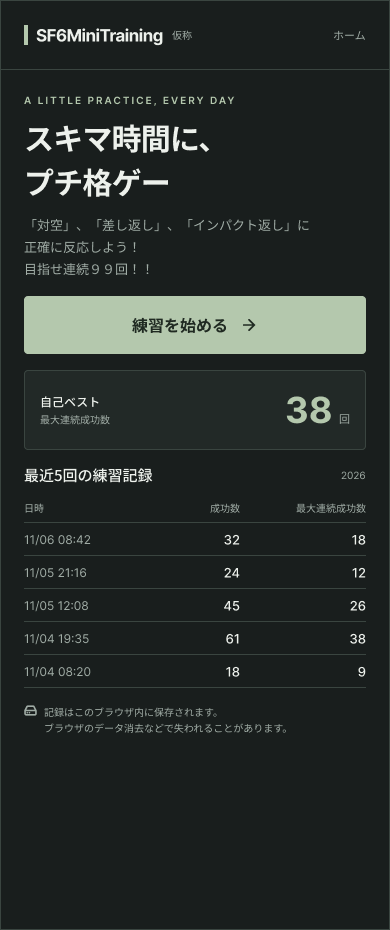 SF6MiniTraining 仮称 ホーム
A LITTLE PRACTICE, EVERY DAY
スキマ時間に、
プチ格ゲー
「対空」、「差し返し」、「インパクト返し」に
正確に反応しよう！
目指せ連続９９回！！
練習を始める →
自己ベスト
最大連続成功数
38 回
最近5回の練習記録 2026
日時 成功数 最大連続成功数
11/06 08:42 32 18
11/05 21:16 24 12
11/05 12:08 45 26
11/04 19:35 61 38
11/04 08:20 18 9
記録はこのブラウザ内に保存されます。
ブラウザのデータ消去などで失われることがあります。